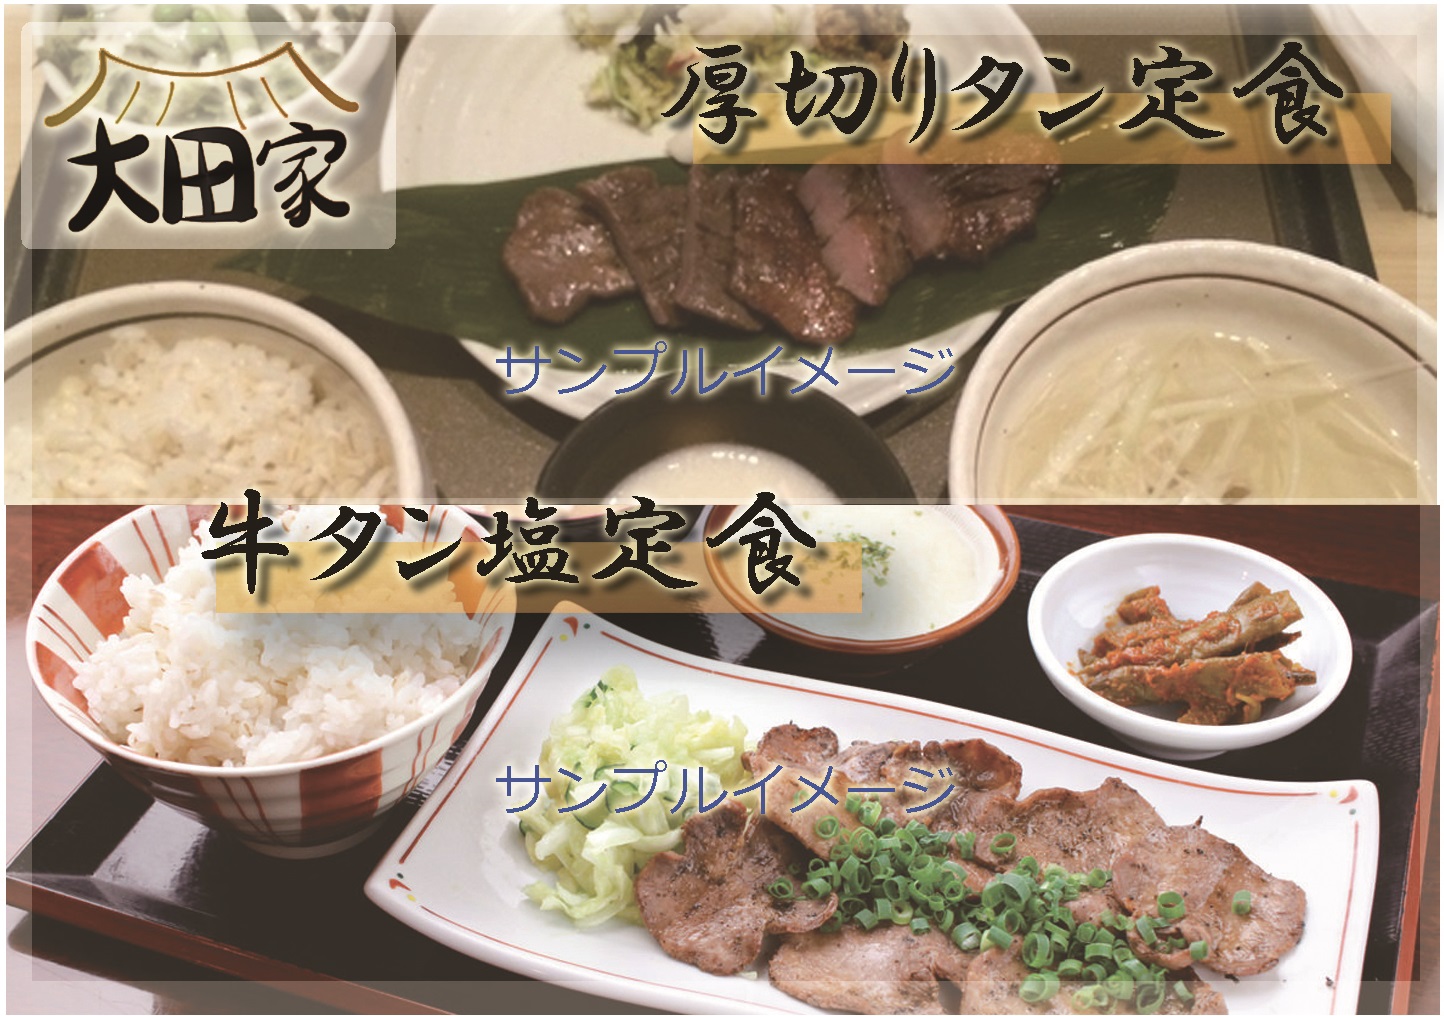 大田家
厚切りタン定食
サンプルイメージ
牛タン塩定食
サンプルイメージ